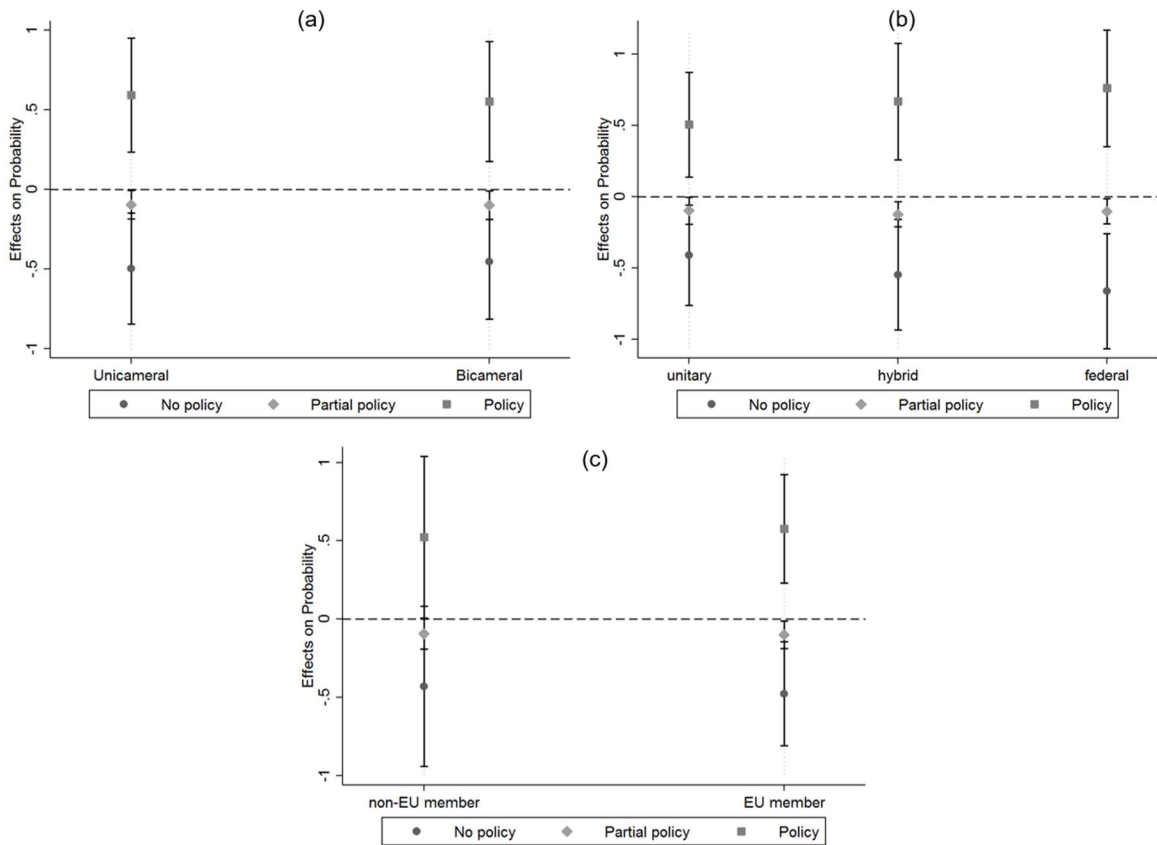 (a)
Effects on Probability
1
.5
0
-.5
-1
Unicameral Bicameral
No policy Partial policy Policy
(b)
Effects on Probability
1
.5
0
-.5
-1
unitary hybrid federal
No policy Partial policy Policy
(c)
Effects on Probability
1
.5
0
-.5
-1
non-EU member EU member
No policy Partial policy Policy